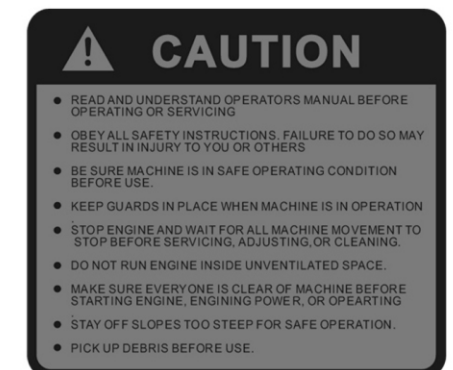 CAUTION
READ AND UNDERSTAND OPERATORS MANUAL BEFORE
OPERATING OR SERVICING
OBEY ALL SAFETY INSTRUCTIONS. FAILURE TO DO SO MAY
RESULT IN INJURY TO YOU OR OTHERS
BE SURE MACHINE IS IN SAFE OPERATING CONDITION
BEFORE USE.
KEEP GUARDS IN PLACE WHEN MACHINE IS IN OPERATION
.
STOP ENGINE AND WAIT FOR ALL MACHINE MOVEMENT TO
STOP BEFORE SERVICING, ADJUSTING, OR CLEANING.
DO NOT RUN ENGINE INSIDE UNVENTILATED SPACE.
MAKE SURE EVERYONE IS CLEAR OF MACHINE BEFORE
STARTING ENGINE, ENGINING POWER, OR OPEARTING
.
STAY OFF SLOPES TOO STEEP FOR SAFE OPERATION.
PICK UP DEBRIS BEFORE USE.